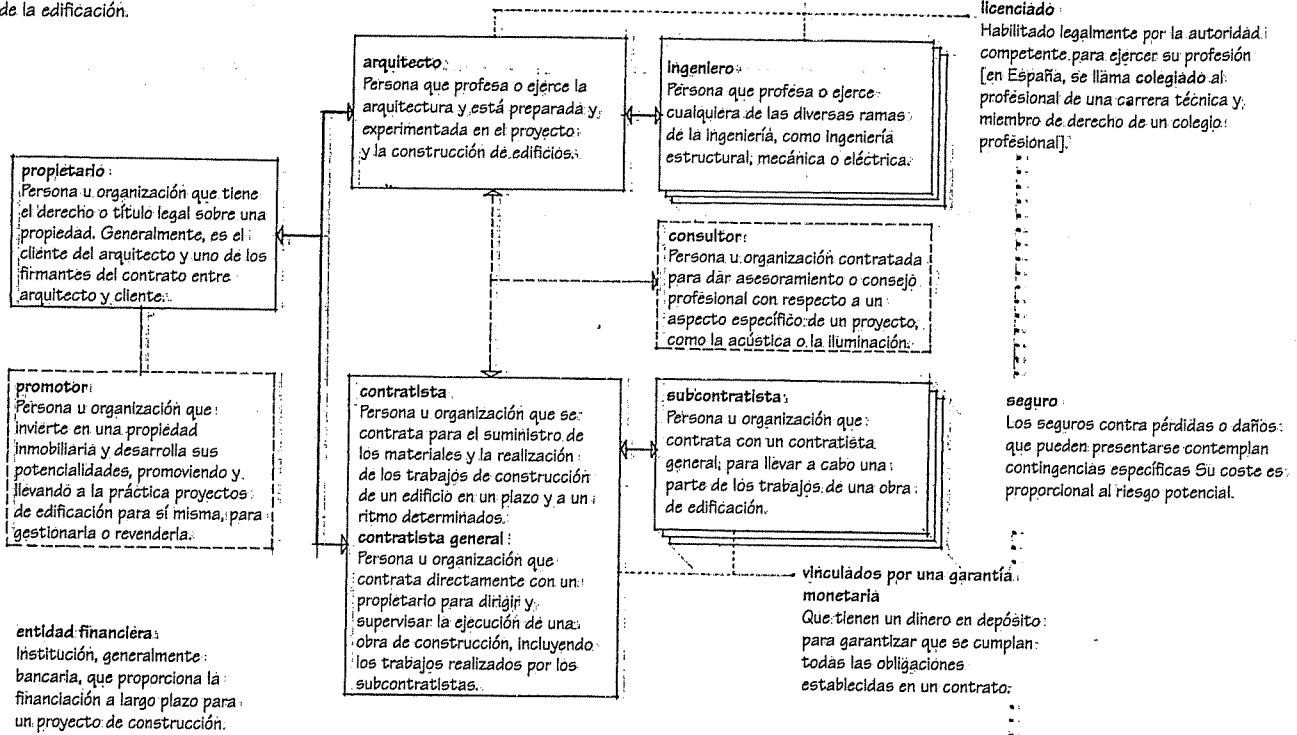 de la edificación.
licenciado
Habilitado legalmente por la autoridad
competente para ejercer su profesión
[en España, se llama colegiado al
profesional de una carrera técnica y
miembro de derecho de un colegio
profesional].
arquitecto
Persona que profesa o ejerce la
arquitectura y está preparada y
experimentada en el proyecto
y la construcción de edificios.
ingeniero
Persona que profesa o ejerce
cualquiera de las diversas ramas
de la ingeniería, como ingeniería
estructural, mecánica o eléctrica.
propietario
Persona u organización que tiene
el derecho o título legal sobre una
propiedad. Generalmente, es el
cliente del arquitecto y uno de los
firmantes del contrato entre
arquitecto y cliente.
consultor
Persona u organización contratada
para dar asesoramiento o consejo
profesional con respecto a un
aspecto específico de un proyecto,
como la acústica o la iluminación.
promotor
Persona u organización que
invierte en una propiedad
inmobiliaria y desarrolla sus
potencialidades, promoviendo y
llevando a la práctica proyectos
de edificación para sí misma, para
gestionarla o revenderla.
contratista
Persona u organización que se
contrata para el suministro de
los materiales y la realización
de los trabajos de construcción
de un edificio en un plazo y a un
ritmo determinados.
contratista general
Persona u organización que
contrata directamente con un
propietario para dirigir y
supervisar la ejecución de una
obra de construcción, incluyendo
los trabajos realizados por los
subcontratistas.
subcontratista
Persona u organización que
contrata con un contratista
general, para llevar a cabo una
parte de los trabajos de una obra
de edificación.
seguro
Los seguros contra pérdidas o daños
que pueden presentarse contemplan
contingencias específicas Su coste es
proporcional al riesgo potencial.
vinculados por una garantía
monetaria
Que tienen un dinero en depósito
para garantizar que se cumplan
todas las obligaciones
establecidas en un contrato.
entidad financiera
Institución, generalmente
bancaria, que proporciona la
financiación a largo plazo para
un proyecto de construcción.